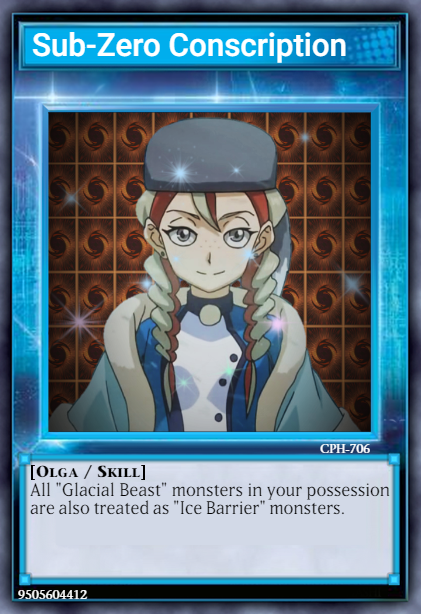 Sub-Zero Conscription
CPH-706
[Olga / Skill]
All "Glacial Beast" monsters in your possession
are also treated as "Ice Barrier" monsters.
9505604412